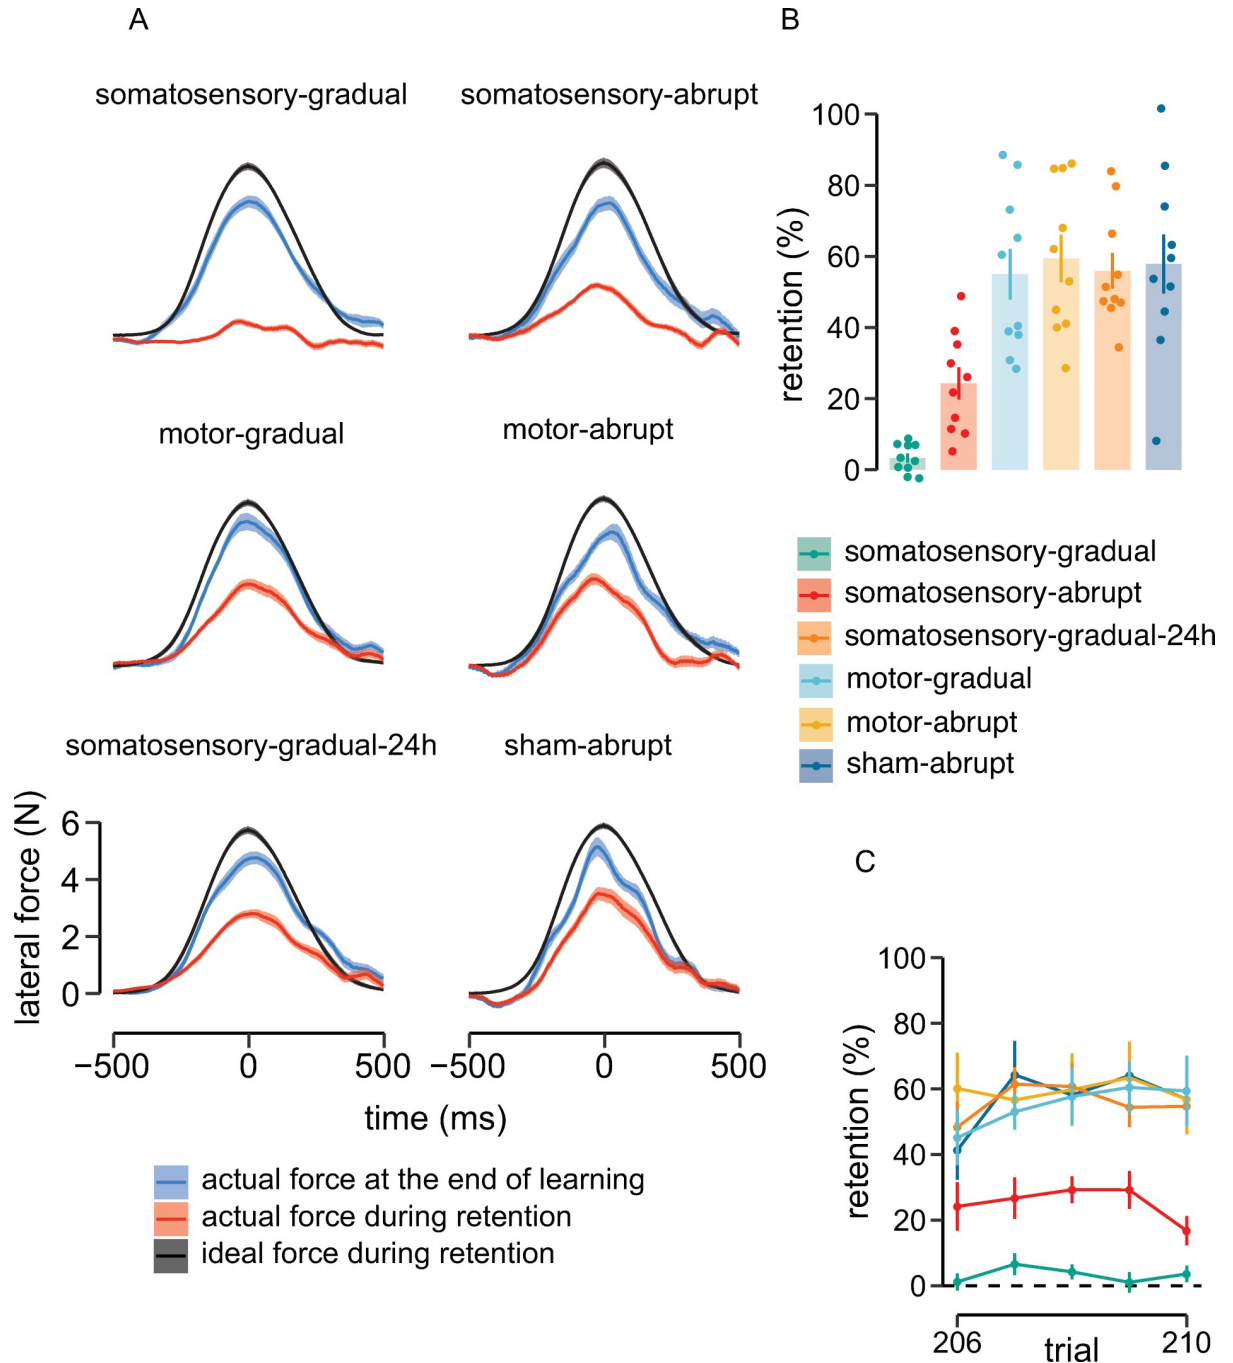 A
somatosensory-gradual
somatosensory-abrupt
motor-gradual
motor-abrupt
somatosensory-gradual-24h
sham-abrupt
lateral force (N)
6
4
2
0
−500
0
500
−500
0
500
time (ms)
actual force at the end of learning
actual force during retention
ideal force during retention
B
retention (%)
100
80
60
40
20
0
somatosensory-gradual
somatosensory-abrupt
somatosensory-gradual-24h
motor-gradual
motor-abrupt
sham-abrupt
C
retention (%)
100
80
60
40
20
0
206
trial
210